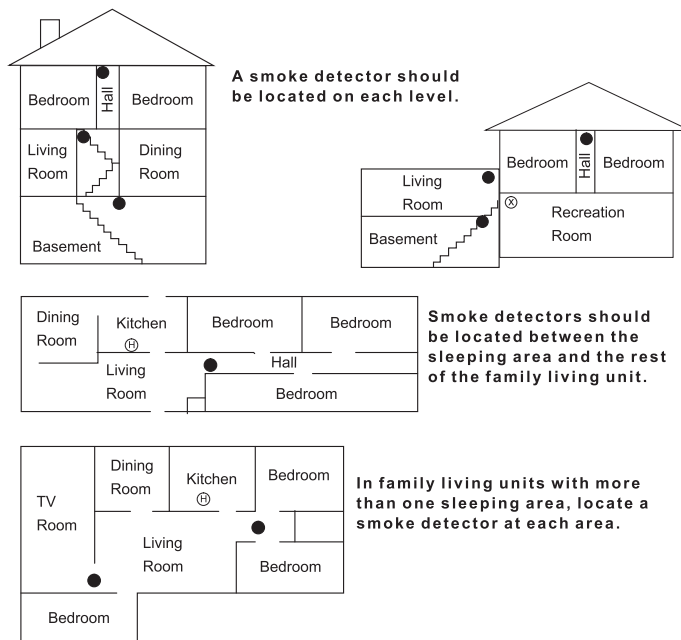 A smoke detector should
be located on each level.
Bedroom
Hall
Bedroom
Living
Room
Dining
Room
Basement
Bedroom
Hall
Bedroom
Living
Room
X
Recreation
Room
Basement
Dining
Room
Kitchen
H
Bedroom
Bedroom
Living
Room
Hall
Bedroom
Smoke detectors should
be located between the
sleeping area and the rest
of the family living unit.
TV
Room
Dining
Room
Kitchen
H
Bedroom
Living
Room
Bedroom
Bedroom
In family living units with more
than one sleeping area, locate a
smoke detector at each area.